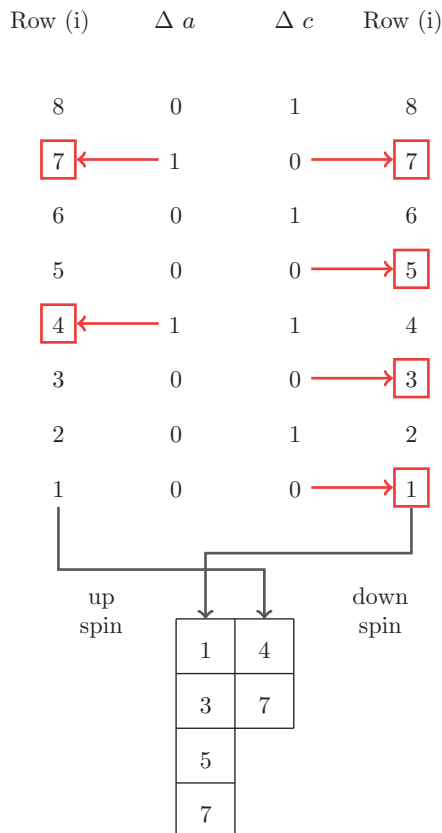 Row (i) Δ a Δ c Row (i)
8 0 1 8
7 1 0 7
6 0 1 6
5 0 0 5
4 1 1 4
3 0 0 3
2 0 1 2
1 0 0 1
up down
spin spin
1 4
3 7
5
7